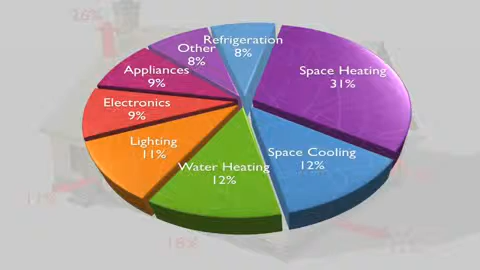 Refrigeration
8%
Other
8%
Space Heating
31%
Appliances
9%
Electronics
9%
Lighting
11%
Space Cooling
12%
Water Heating
12%